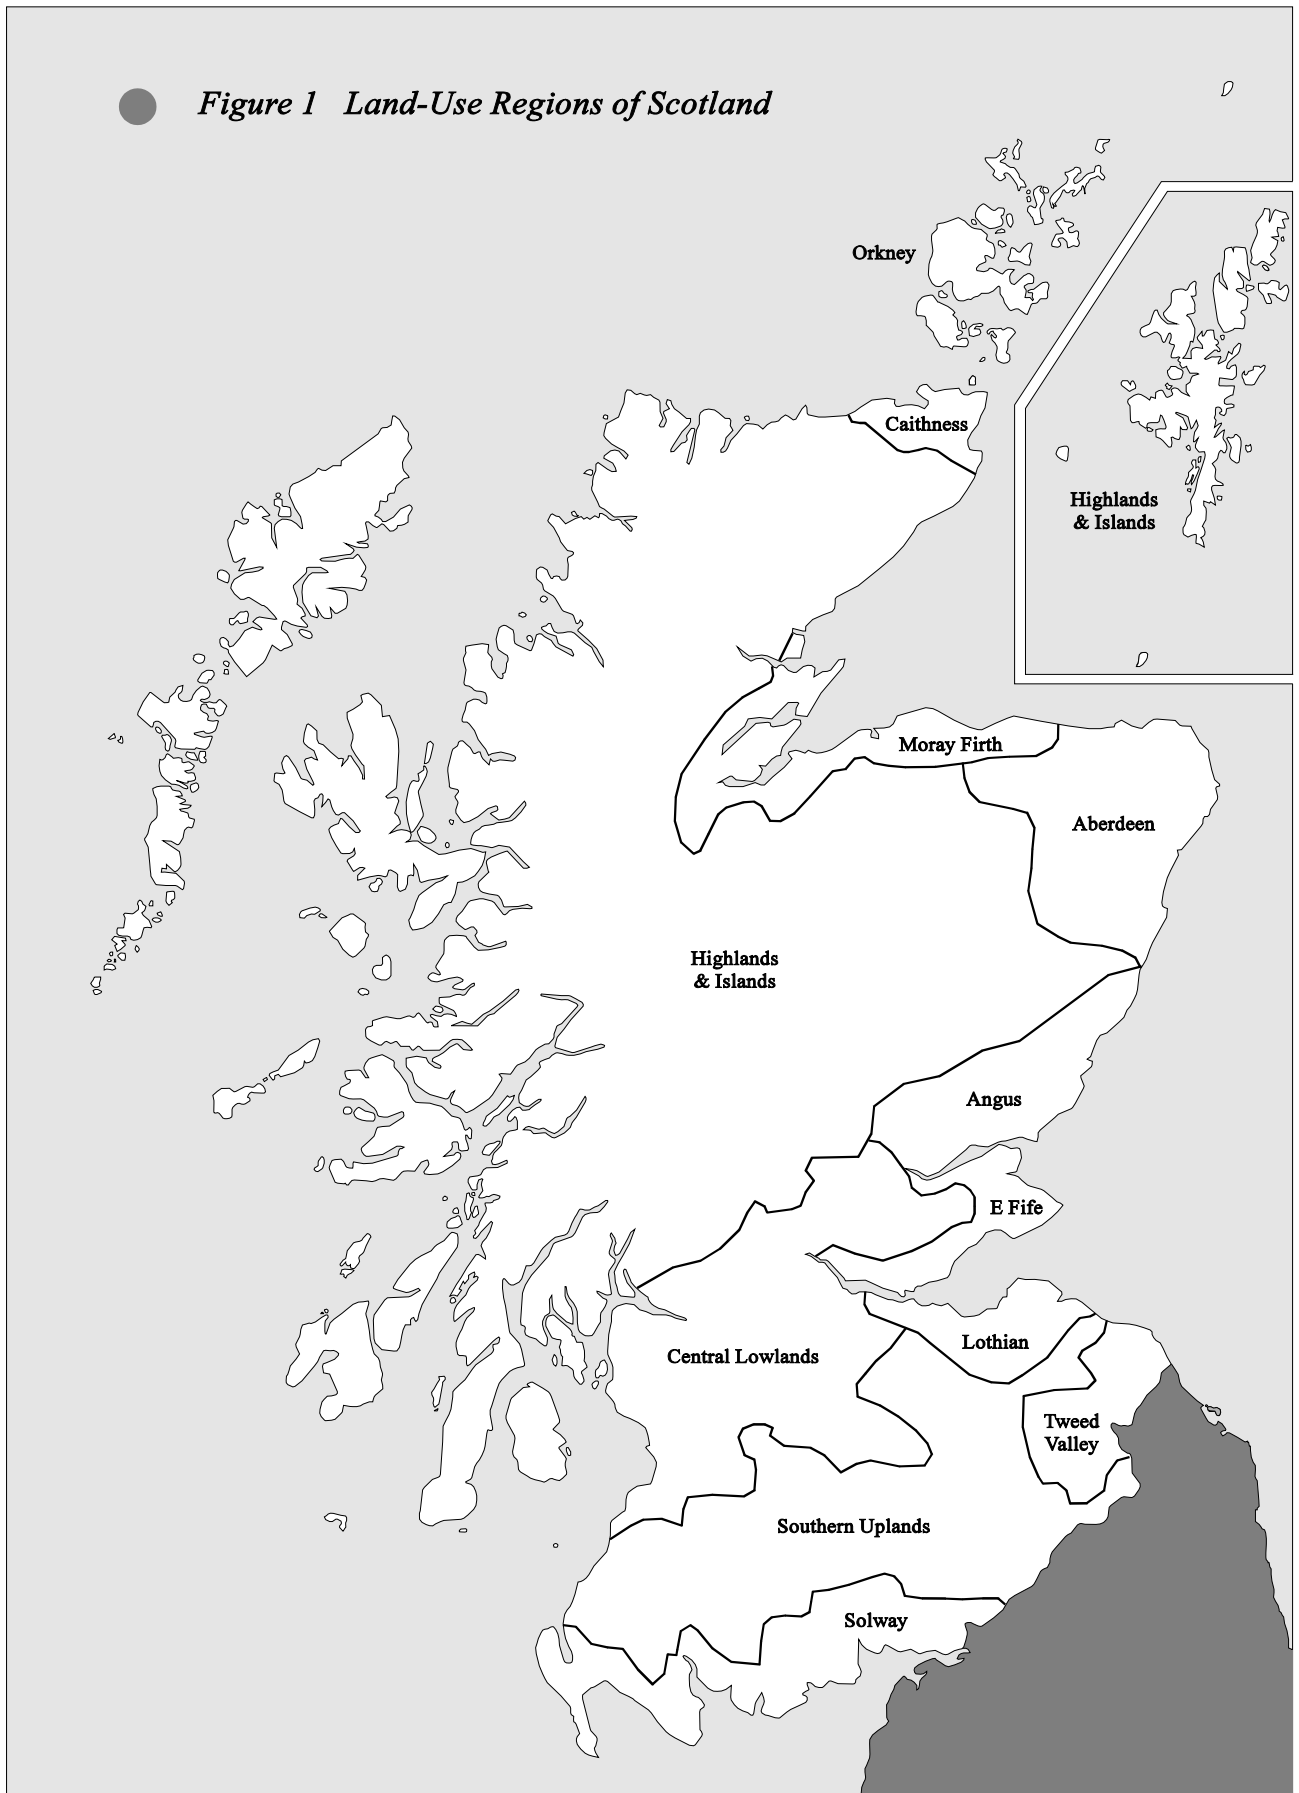 Figure 1 Land-Use Regions of Scotland
Orkney
Caithness
Highlands
& Islands
Moray Firth
Aberdeen
Highlands
& Islands
Angus
E Fife
Lothian
Central Lowlands
Tweed
Valley
Southern Uplands
Solway